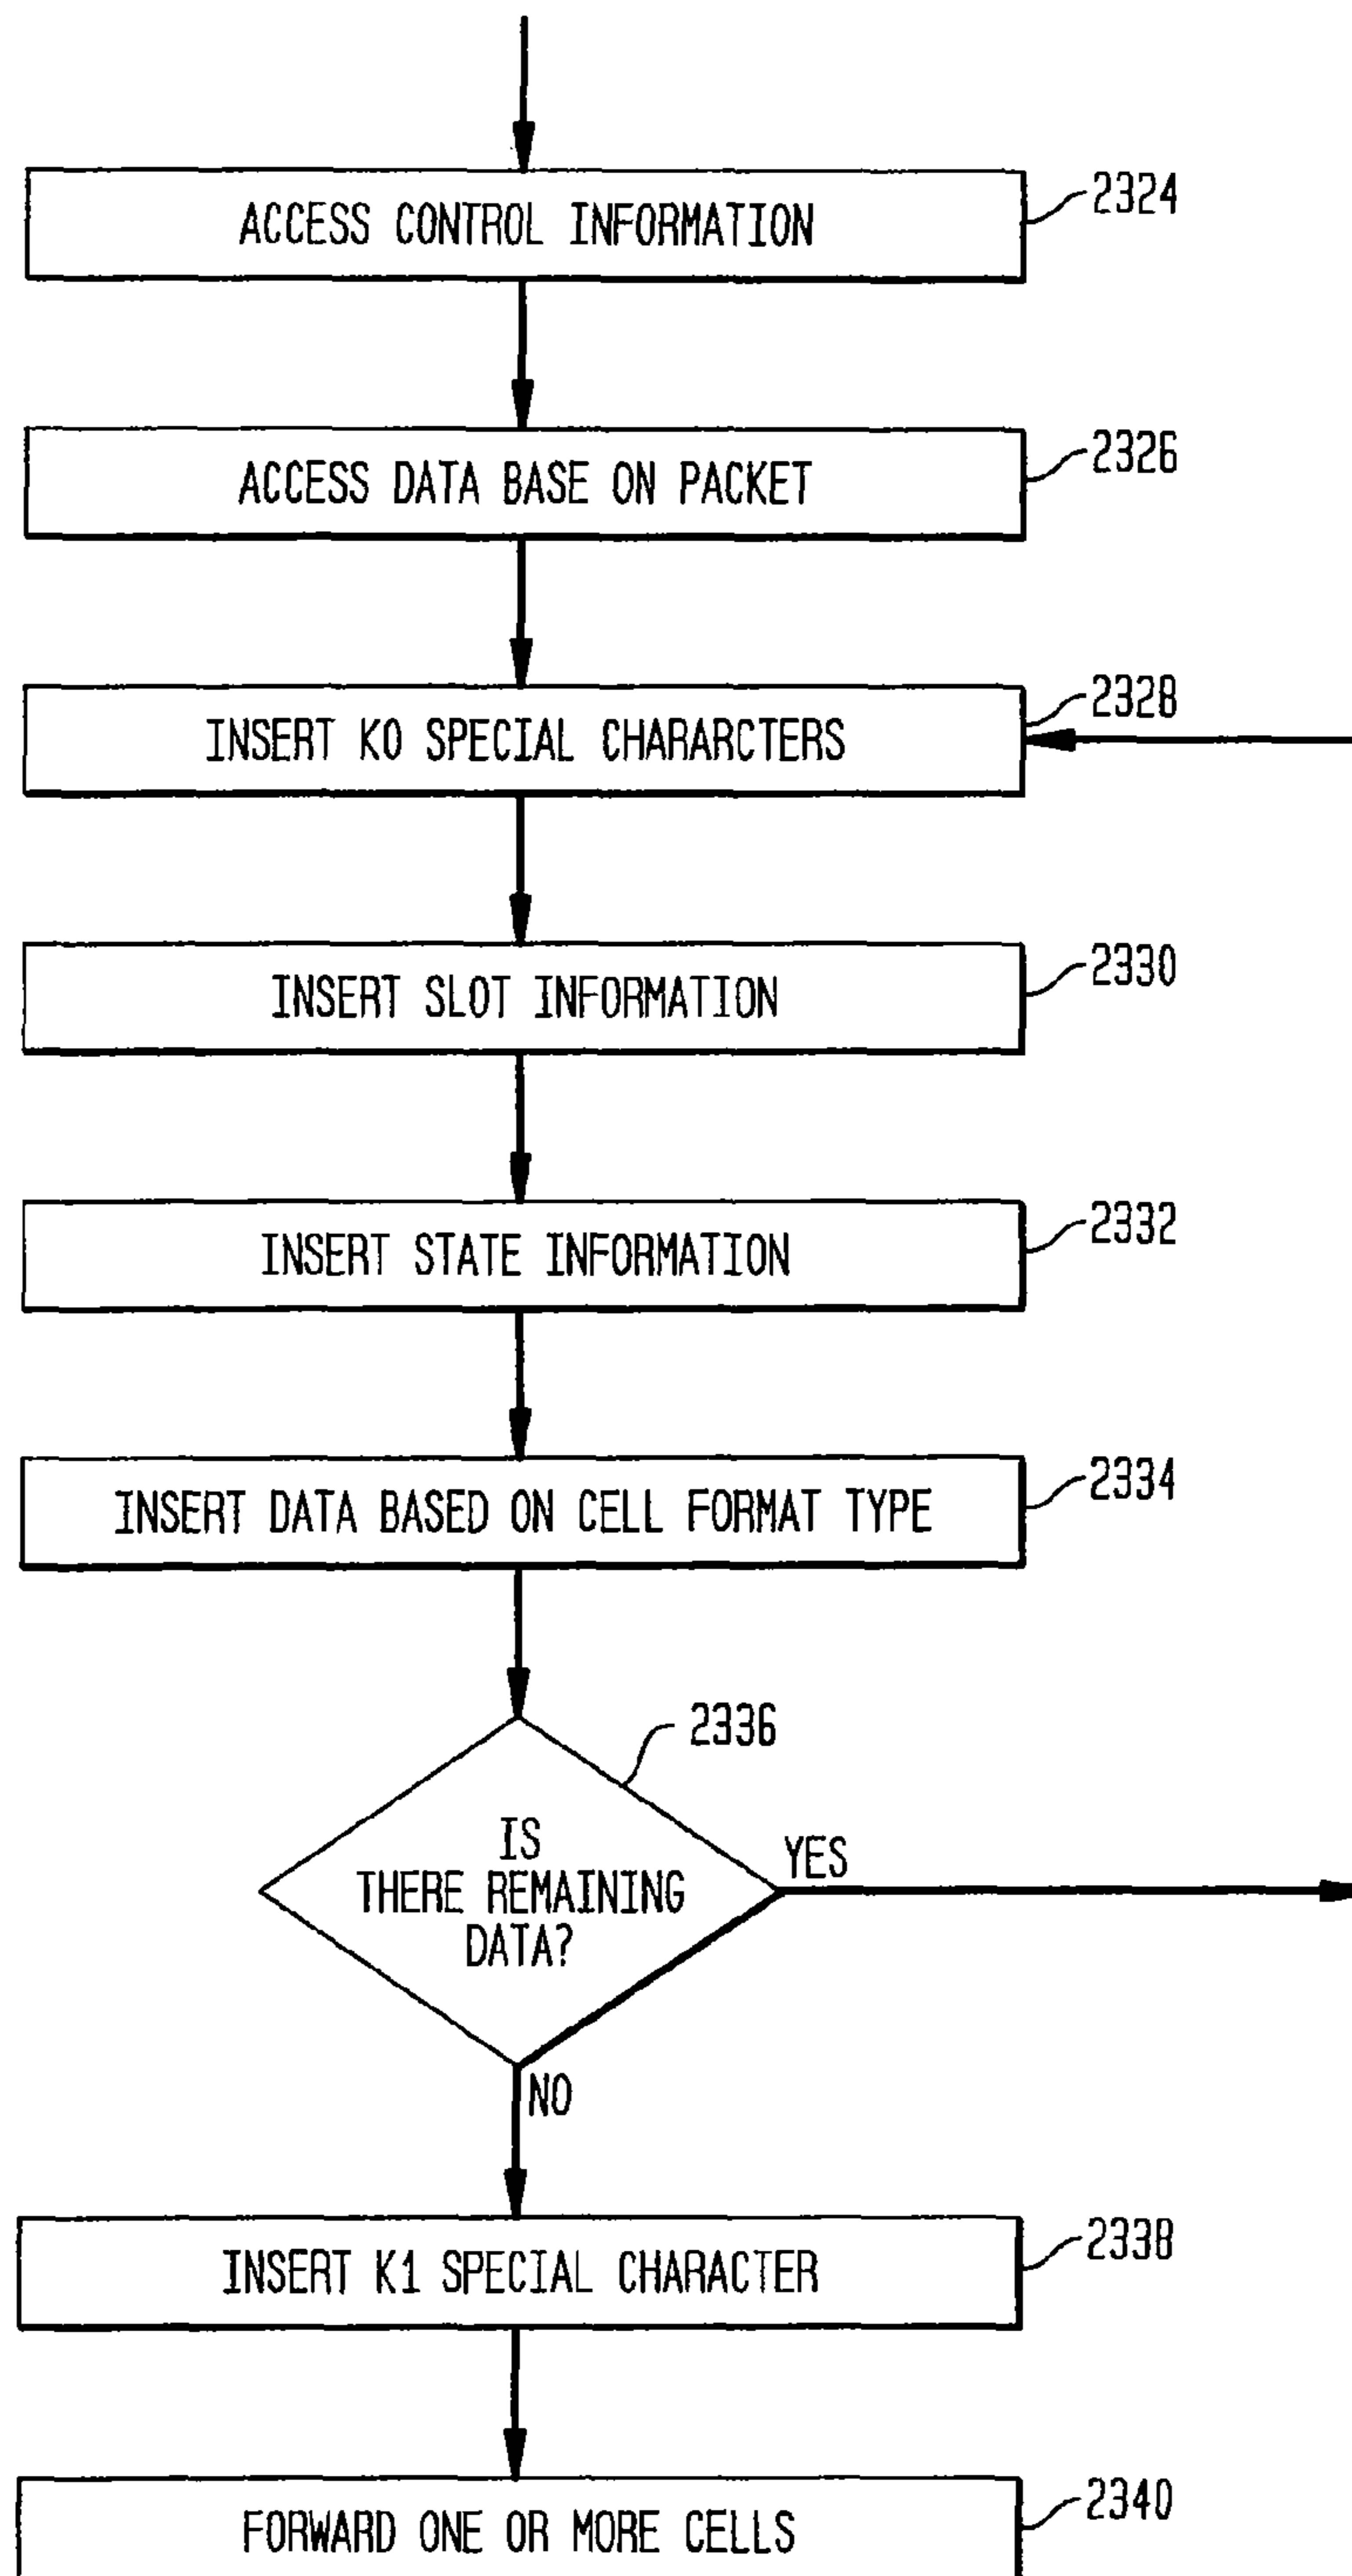 ACCESS CONTROL INFORMATION
2324
ACCESS DATA BASE ON PACKET
2326
INSERT K0 SPECIAL CHARARCTERS
2328
INSERT SLOT INFORMATION
2330
INSERT STATE INFORMATION
2332
INSERT DATA BASED ON CELL FORMAT TYPE
2334
2336
IS
THERE REMAINING
DATA?
YES
NO
INSERT K1 SPECIAL CHARACTER
2338
FORWARD ONE OR MORE CELLS
2340